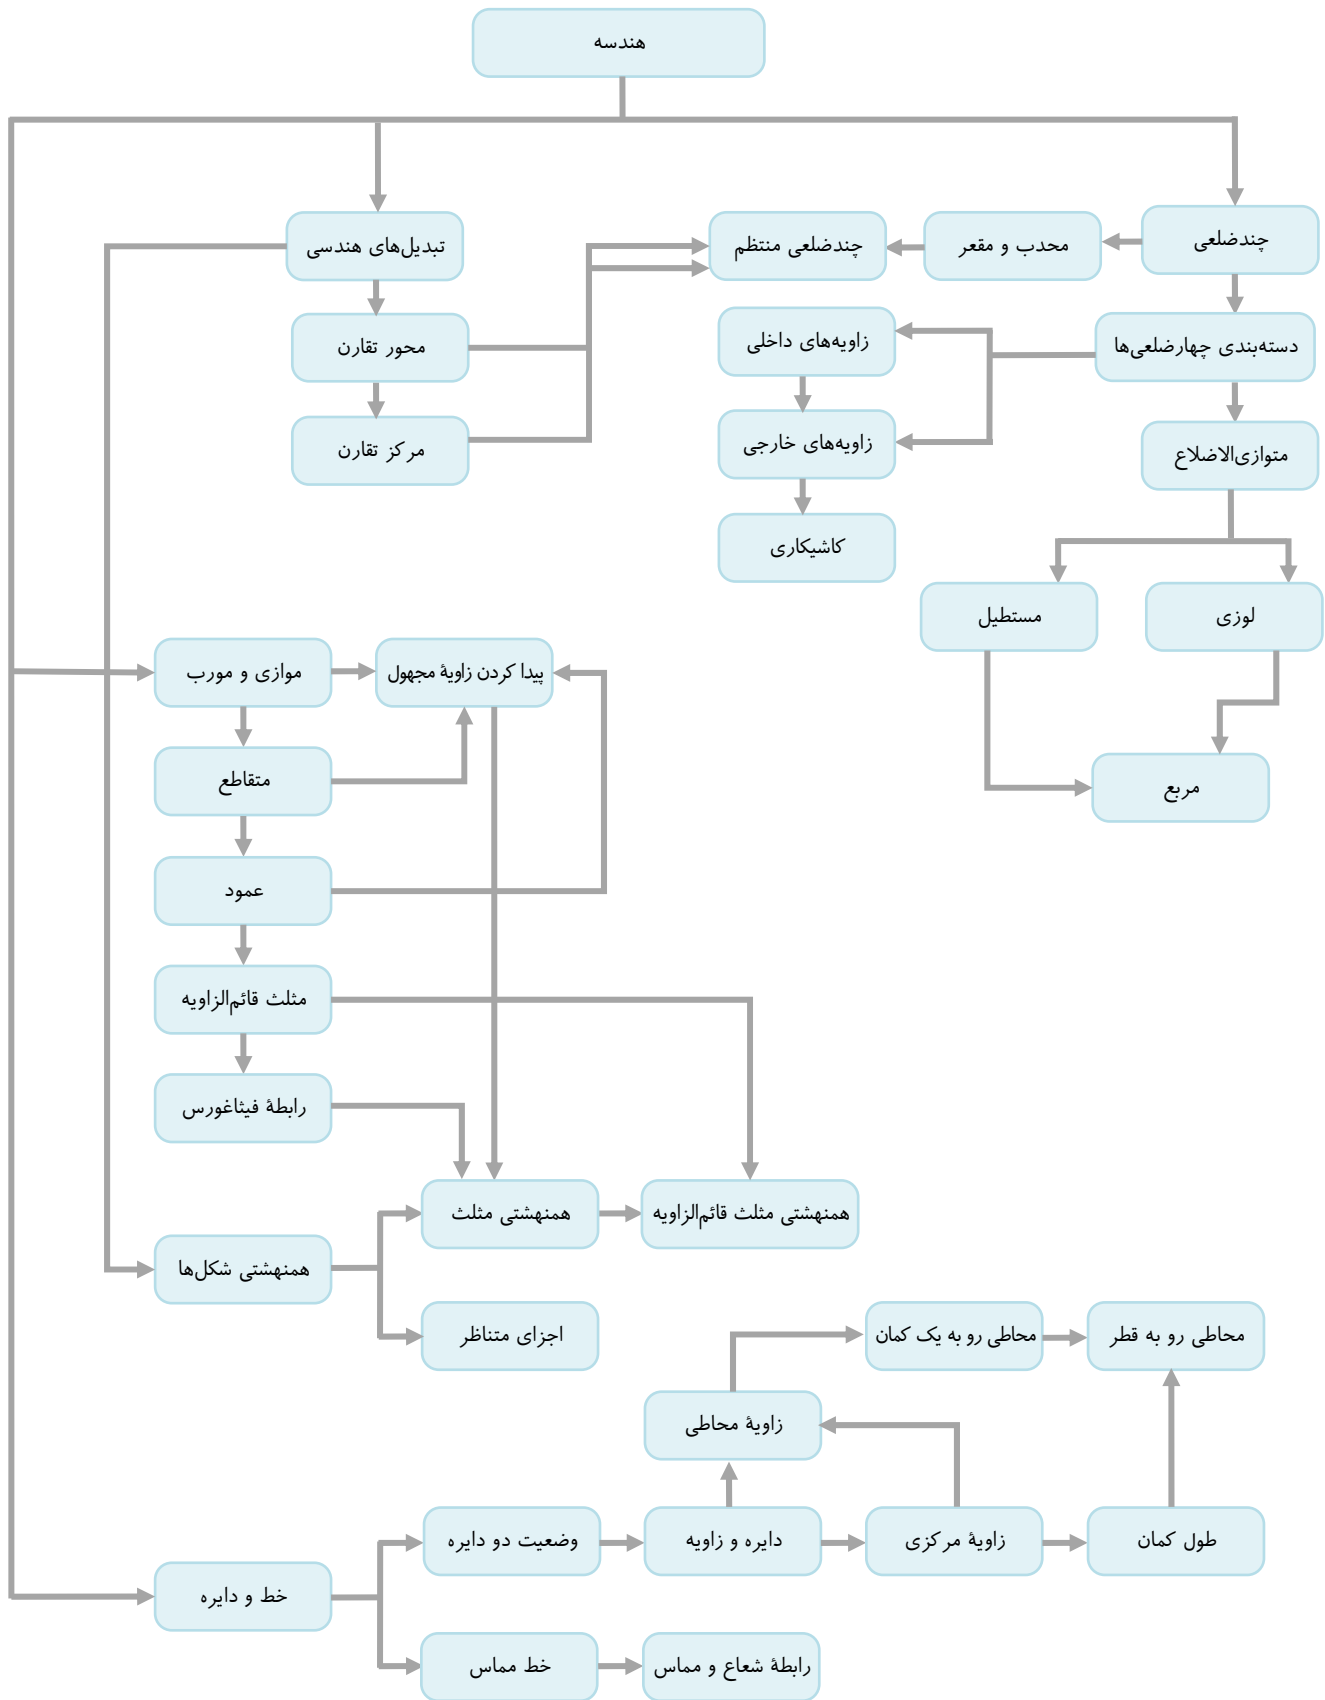 هندسه
چندضلعی
محدب و مقعر
چندضلعی منتظم
تبدیل‌های هندسی
دسته‌بندی چهارضلعی‌ها
زاویه‌های داخلی
محور تقارن
متوازی‌الاضلاع
زاویه‌های خارجی
مرکز تقارن
کاشیکاری
لوزی
مستطیل
پیدا کردن زاویهٔ مجهول
موازی و مورب
مربع
متقاطع
عمود
مثلث قائم‌الزاویه
رابطهٔ فیثاغورس
همنهشتی مثلث قائم‌الزاویه
همنهشتی مثلث
همنهشتی شکل‌ها
اجزای متناظر
محاطی رو به قطر
محاطی رو به یک کمان
زاویهٔ محاطی
طول کمان
زاویهٔ مرکزی
دایره و زاویه
وضعیت دو دایره
خط و دایره
رابطهٔ شعاع و مماس
خط مماس